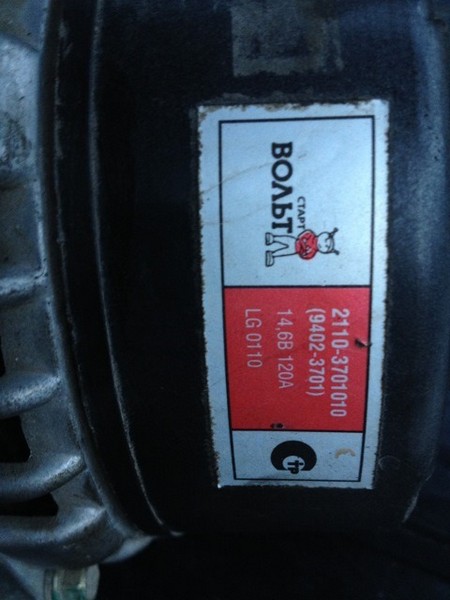 СТАРТ
ВОЛЬТ
2110-3701010
(9402-3701)
14,6В 120А
LG 0110